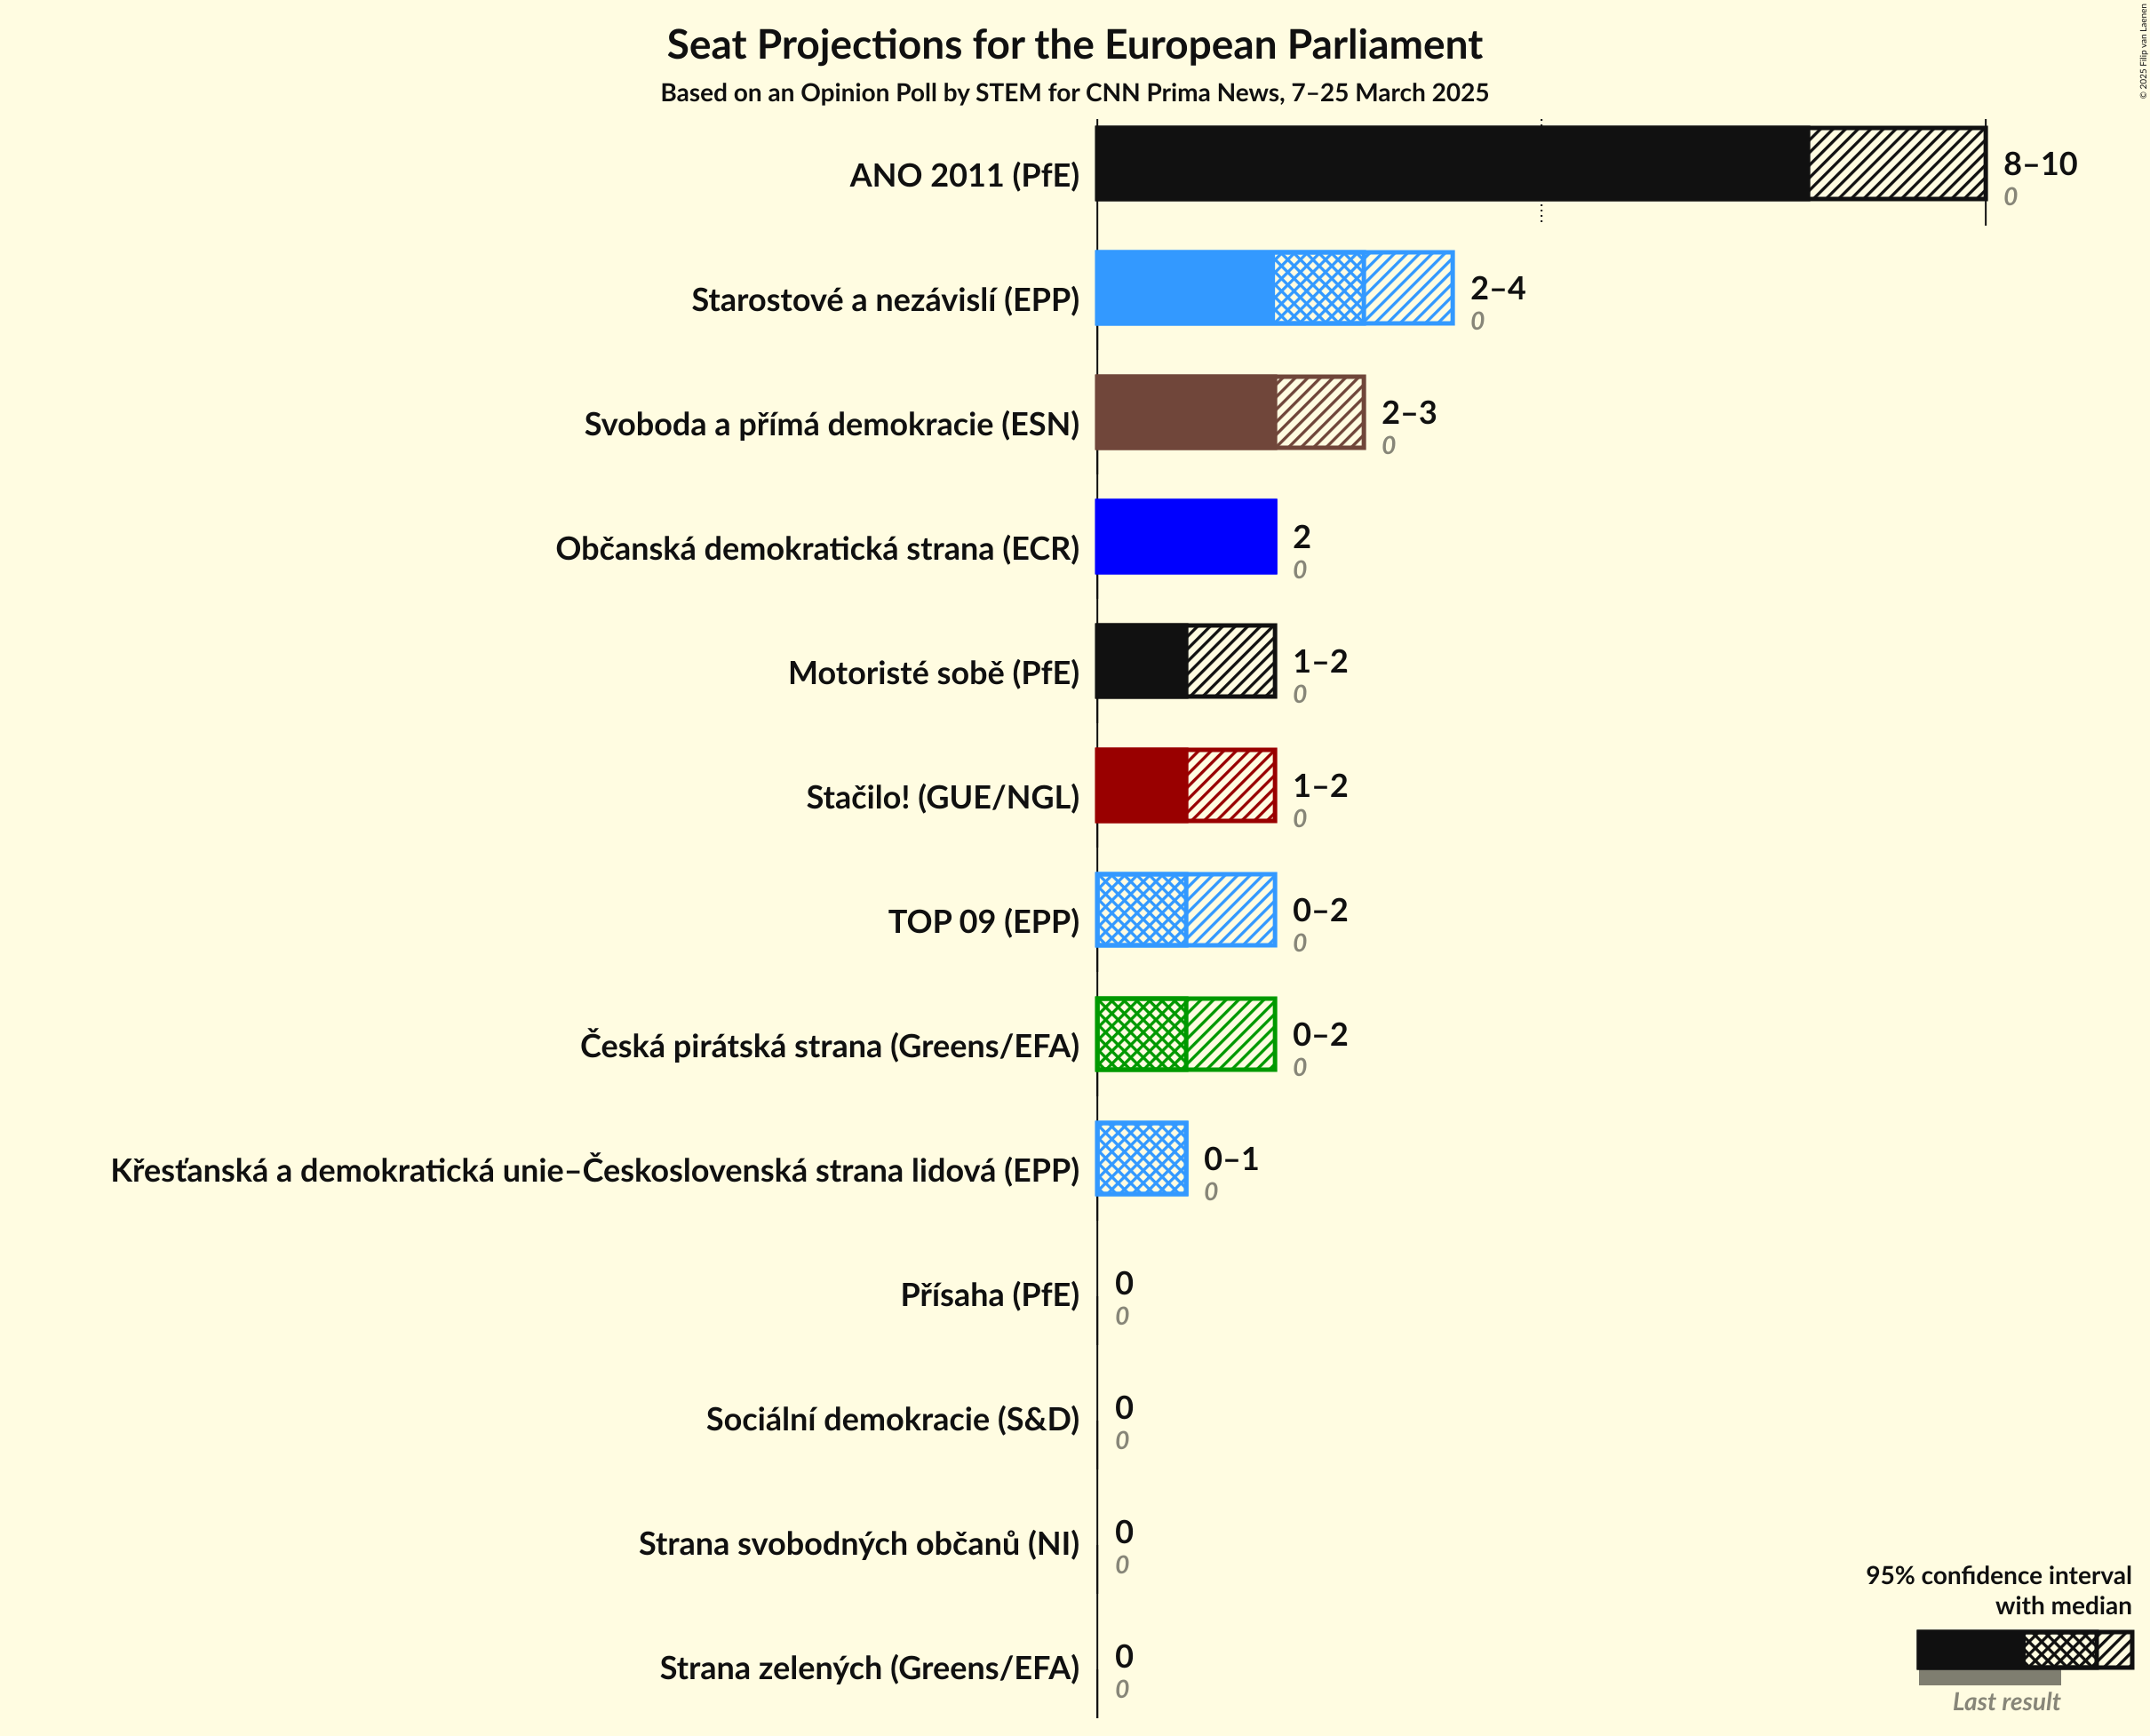 Seat Projections for the European Parliament
Based on an Opinion Poll by STEM for CNN Prima News, 7–25 March 2025
© 2025 Filip van Laenen
ANO 2011 (PfE)
8–10
0
Starostové a nezávislí (EPP)
2–4
0
Svoboda a přímá demokracie (ESN)
2–3
0
Občanská demokratická strana (ECR)
2
0
Motoristé sobě (PfE)
1–2
0
Stačilo! (GUE/NGL)
1–2
0
TOP 09 (EPP)
0–2
0
Česká pirátská strana (Greens/EFA)
0–2
0
Křesťanská a demokratická unie–Československá strana lidová (EPP)
0–1
0
Přísaha (PfE)
0
0
Sociální demokracie (S&D)
0
0
Strana svobodných občanů (NI)
0
0
Strana zelených (Greens/EFA)
0
0
95% confidence interval
with median
Last result